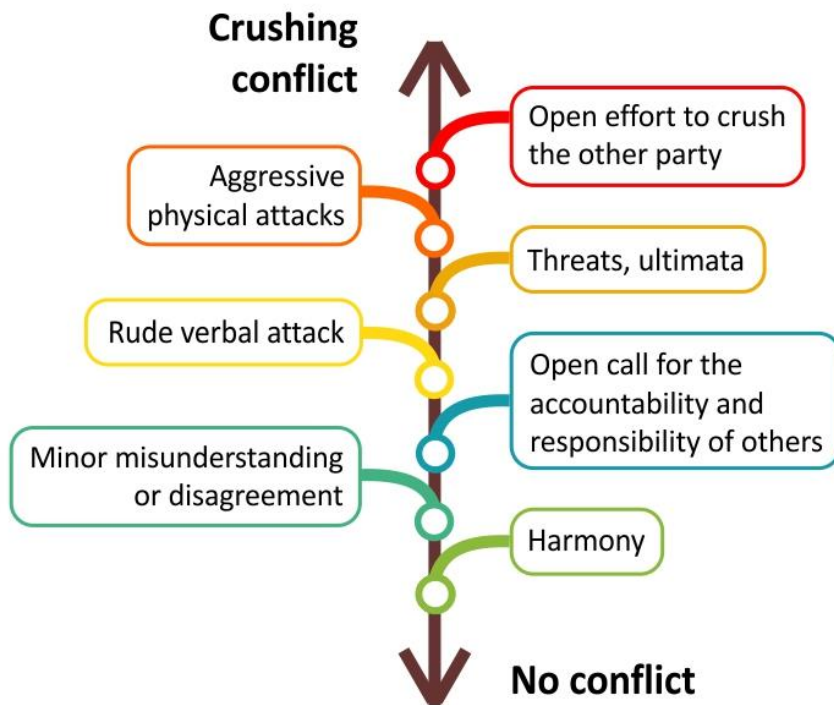 Crushing
conflict
Open effort to crush
the other party
Aggressive
physical attacks
Threats, ultimata
Rude verbal attack
Open call for the
accountability and
responsibility of others
Minor misunderstanding
or disagreement
Harmony
No conflict